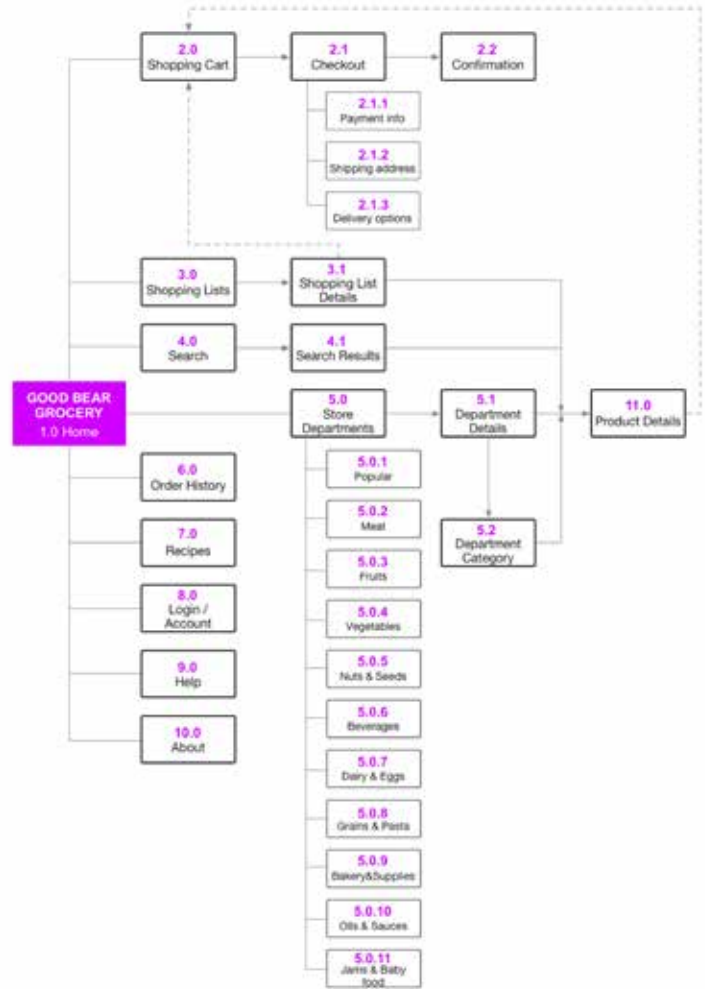 2.0
Shopping Cart
2.1
Checkout
2.2
Confirmation
2.1.1
Payment info
2.1.2
Shipping address
2.1.3
Delivery options
3.0
Shopping Lists
3.1
Shopping List
Details
4.0
Search
4.1
Search Results
GOOD BEAR
GROCERY
1.0 Home
5.0
Store
Departments
5.1
Department
Details
11.0
Product Details
5.0.1
Popular
5.0.2
Meat
5.2
Department
Category
5.0.3
Fruits
5.0.4
Vegetables
5.0.5
Nuts & Seeds
5.0.6
Beverages
5.0.7
Dairy & Eggs
5.0.8
Grains & Pasta
5.0.9
Bakery&Supplies
5.0.10
Oils & Sauces
5.0.11
Jams & Baby
food
6.0
Order History
7.0
Recipes
8.0
Login /
Account
9.0
Help
10.0
About